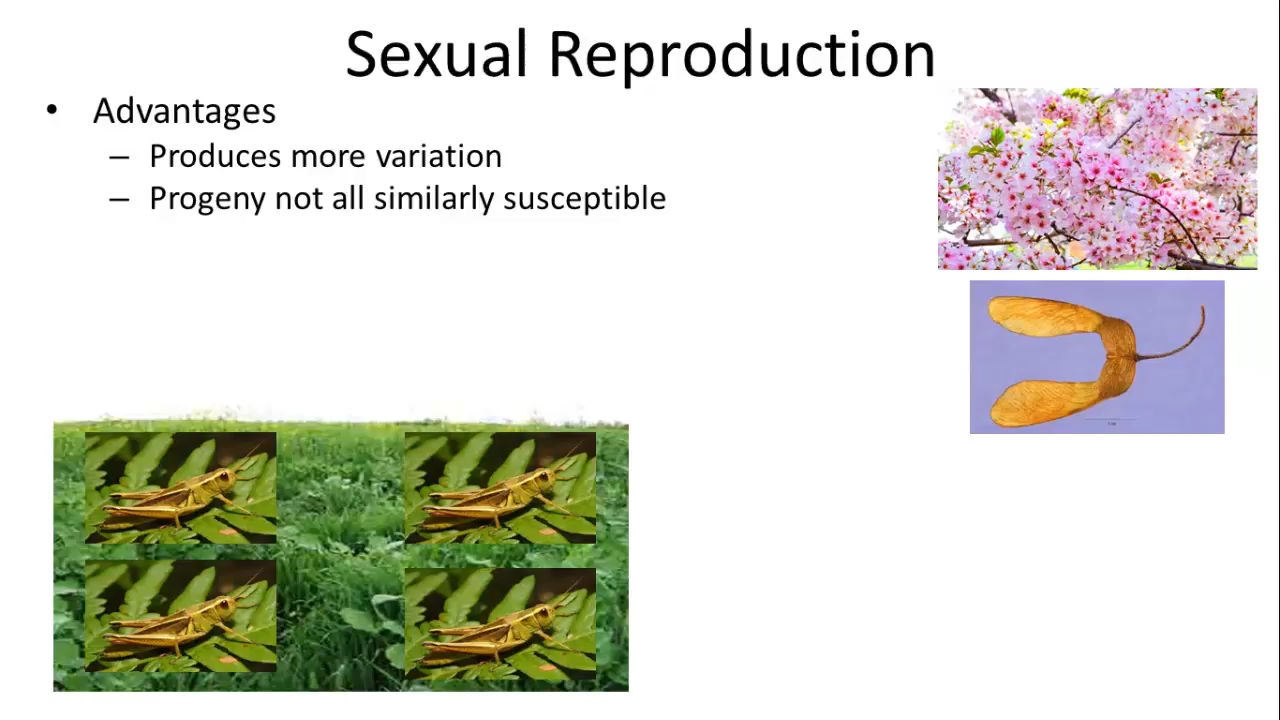 Sexual Reproduction
• Advantages
– Produces more variation
– Progeny not all similarly susceptible